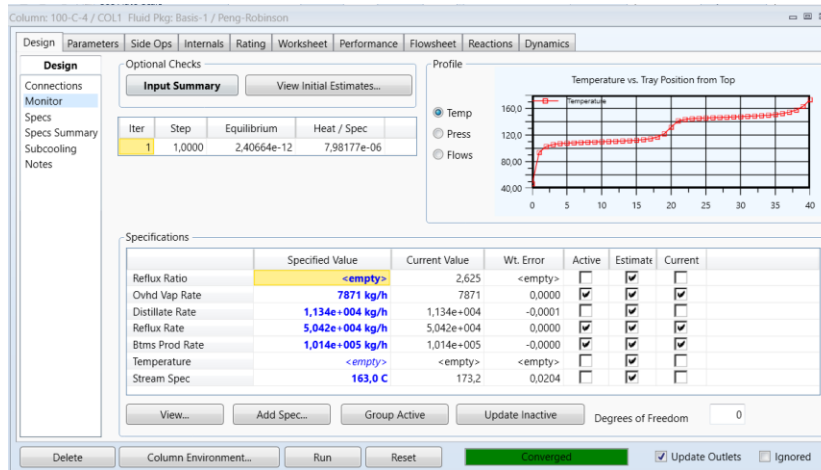 Column: 100-C-4 / COL1 Fluid Pkg: Basis-1 / Peng-Robinson
Design Parameters Side Ops Internals Rating Worksheet Performance Flowsheet Reactions Dynamics
Design
Connections
Monitor
Specs
Specs Summary
Subcooling
Notes
Optional Checks
Input Summary View Initial Estimates...
Iter Step Equilibrium Heat / Spec
1 1,0000 2,40664e-12 7,98177e-06
Profile
Temp
Press
Flows
Temperature vs. Tray Position from Top
Temperature
160,0
120,0
80,00
40,00
0 5 10 15 20 25 30 35 40
Specifications
Specified Value Current Value Wt. Error Active Estimate Current
Reflux Ratio <empty> 2,625 <empty>
Ovhd Vap Rate 7871 kg/h 7871 0,0000
Distillate Rate 1,134e+004 kg/h 1,134e+004 -0,0001
Reflux Rate 5,042e+004 kg/h 5,042e+004 0,0000
Btms Prod Rate 1,014e+005 kg/h 1,014e+005 -0,0000
Temperature <empty> <empty> <empty>
Stream Spec 163,0 C 173,2 0,0204
View... Add Spec... Group Active Update Inactive Degrees of Freedom 0
Delete Column Environment... Run Reset Converged Update Outlets Ignored